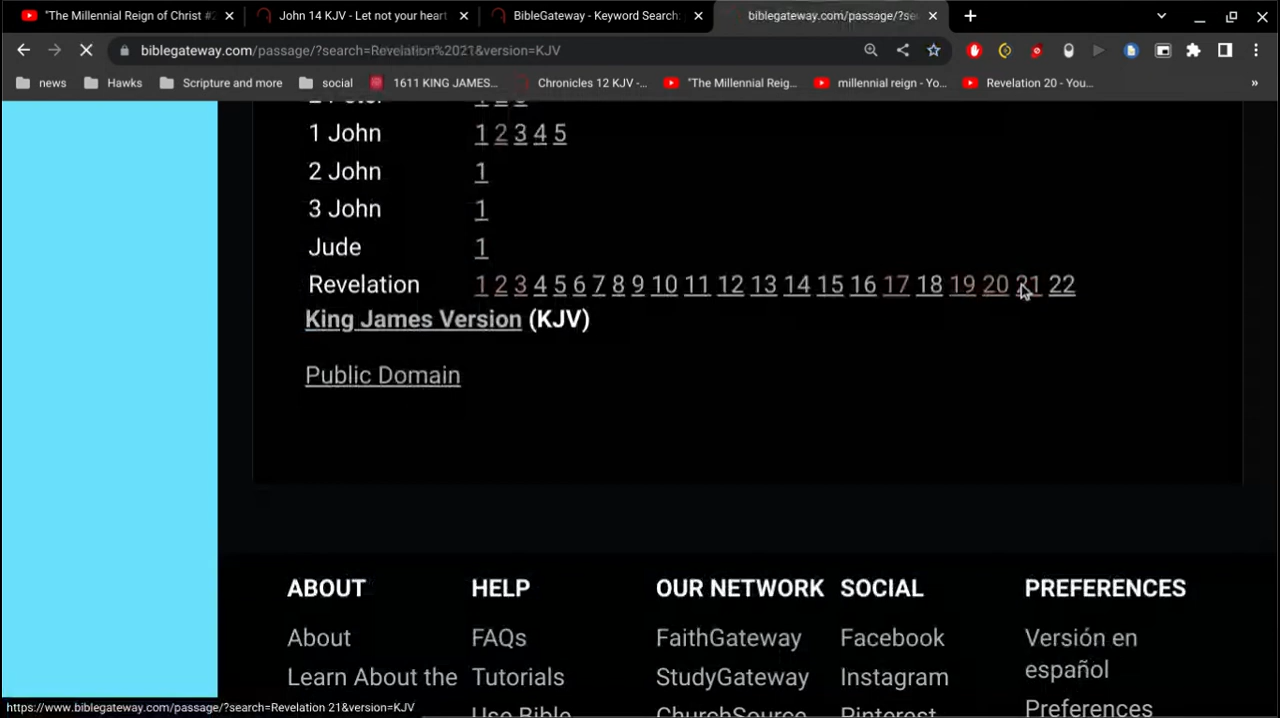 "The Millennial Reign of Christ #2
John 14 KJV - Let not your heart
BibleGateway - Keyword Search:
biblegateway.com/passage/?se
biblegateway.com/passage/?search=Revelation%2021&version=KJV
news Hawks Scripture and more social 1611 KING JAMES... Chronicles 12 KJV -... "The Millennial Reig... millennial reign - Yo... Revelation 20 - You... »
1 John 1 2 3 4 5
2 John 1
3 John 1
Jude 1
Revelation 1 2 3 4 5 6 7 8 9 10 11 12 13 14 15 16 17 18 19 20 21 22
King James Version (KJV)
Public Domain
ABOUT HELP OUR NETWORK SOCIAL PREFERENCES
About FAQs FaithGateway Facebook Versión en
español
Learn About the Tutorials StudyGateway Instagram
Use Bible ChurchSource Pinterest Preferences
https://www.biblegateway.com/passage/?search=Revelation 21&version=KJV